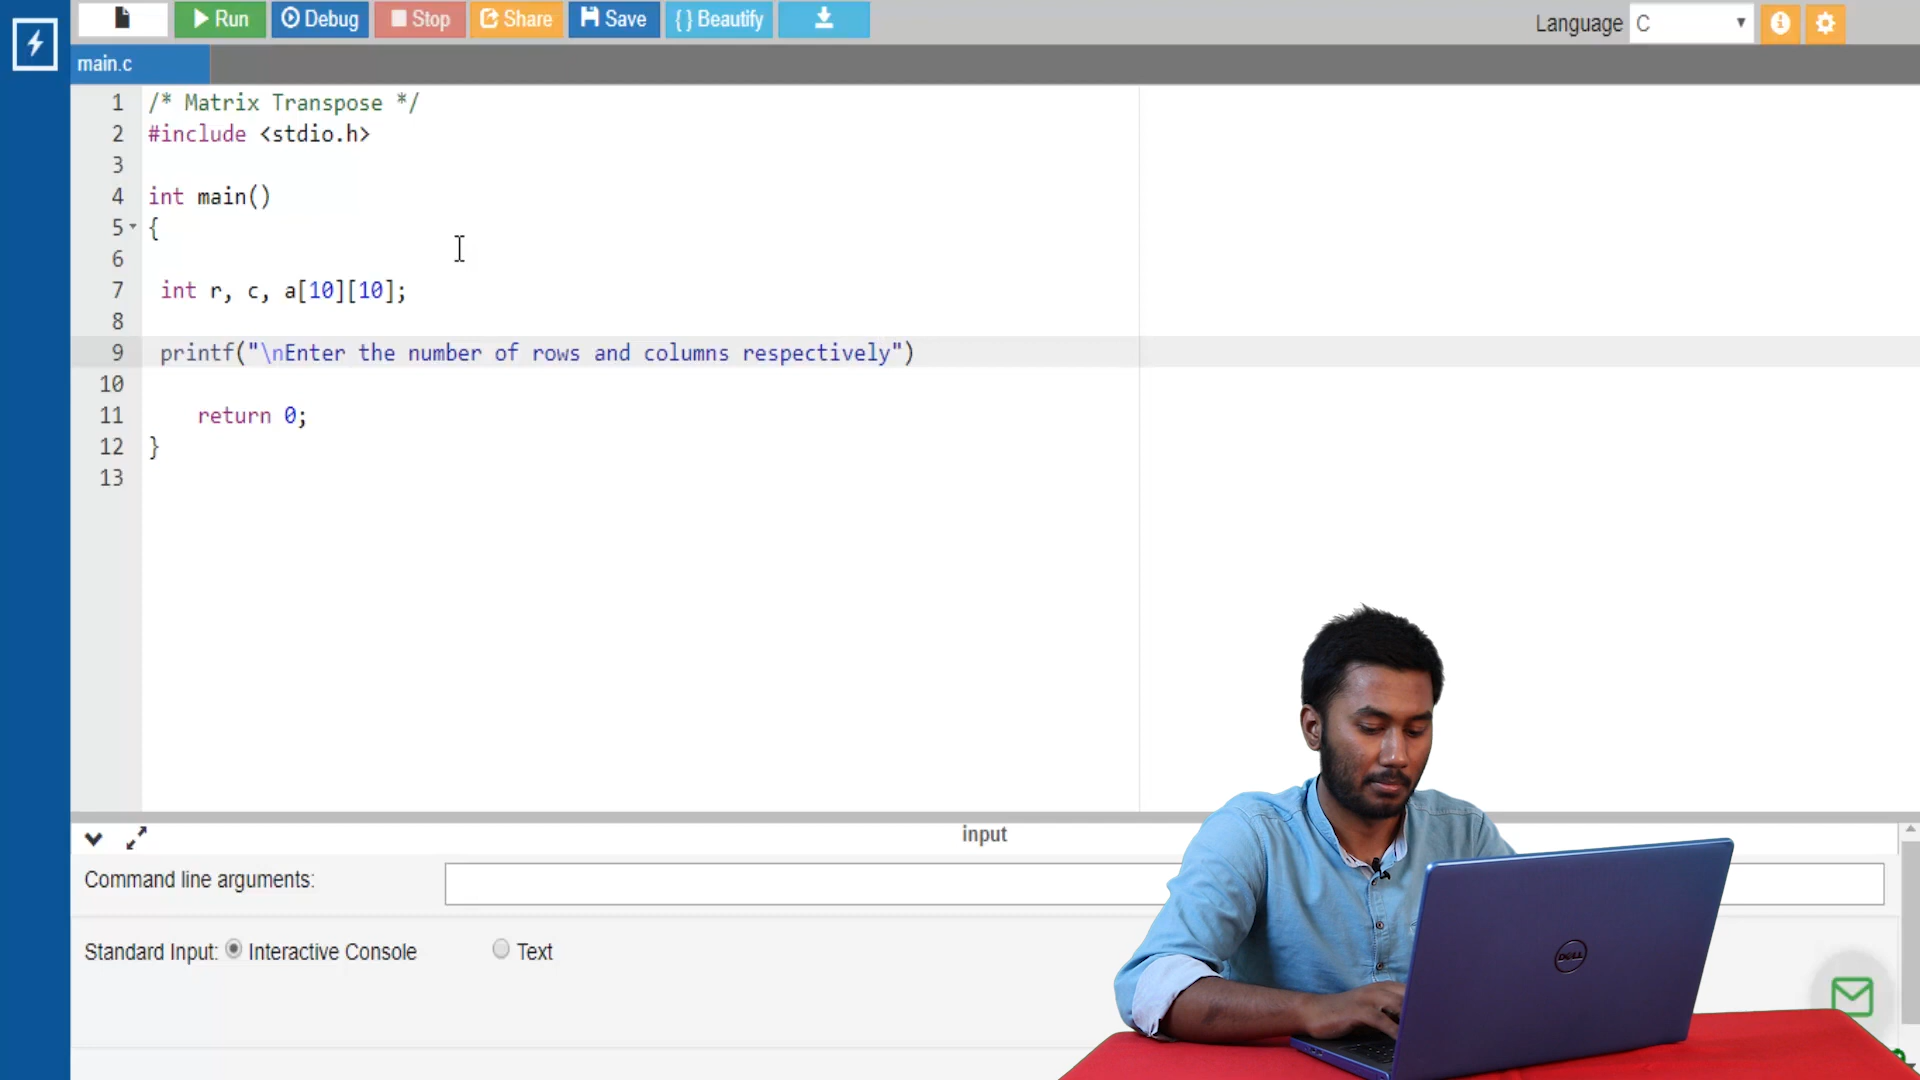 Run Debug Stop Share Save {} Beautify Language C
main.c
1 /* Matrix Transpose */
2 #include <stdio.h>
3
4 int main()
5 {
6
7 int r, c, a[10][10];
8
9 printf("\nEnter the number of rows and columns respectively")
10
11 return 0;
12 }
13
input
Command line arguments:
Standard Input: Interactive Console Text
DELL